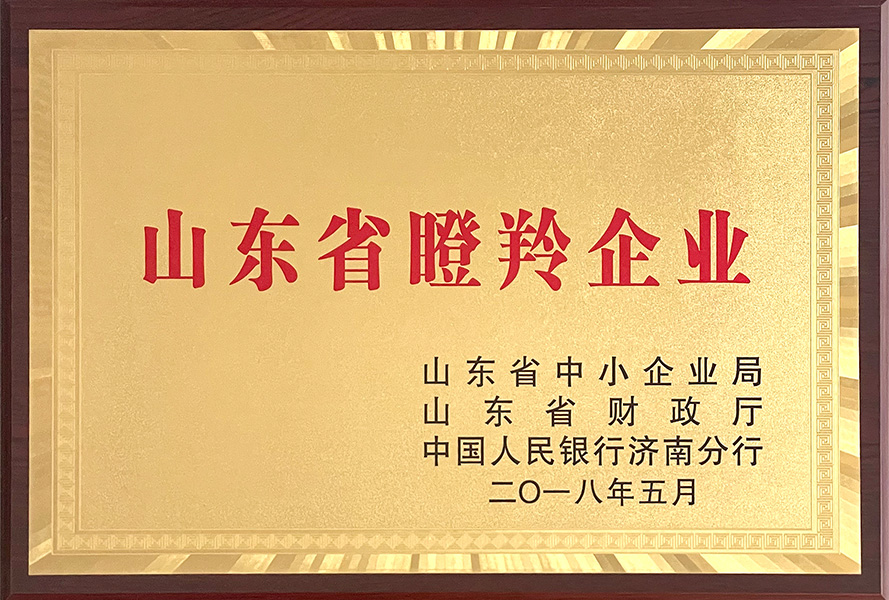 山东省瞪羚企业
山东省中小企业局
山东省财政厅
中国人民银行济南分行
二〇一八年五月